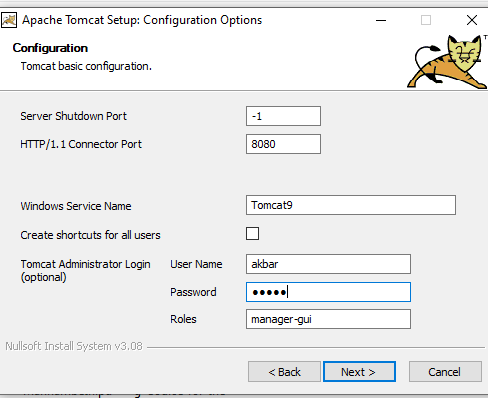 Apache Tomcat Setup: Configuration Options
Configuration
Tomcat basic configuration.
TM
Server Shutdown Port -1
HTTP/1.1 Connector Port 8080
Windows Service Name Tomcat9
Create shortcuts for all users
Tomcat Administrator Login User Name akbar
(optional)
Password •••••
Roles manager-gui
Nullsoft Install System v3.08
< Back Next > Cancel